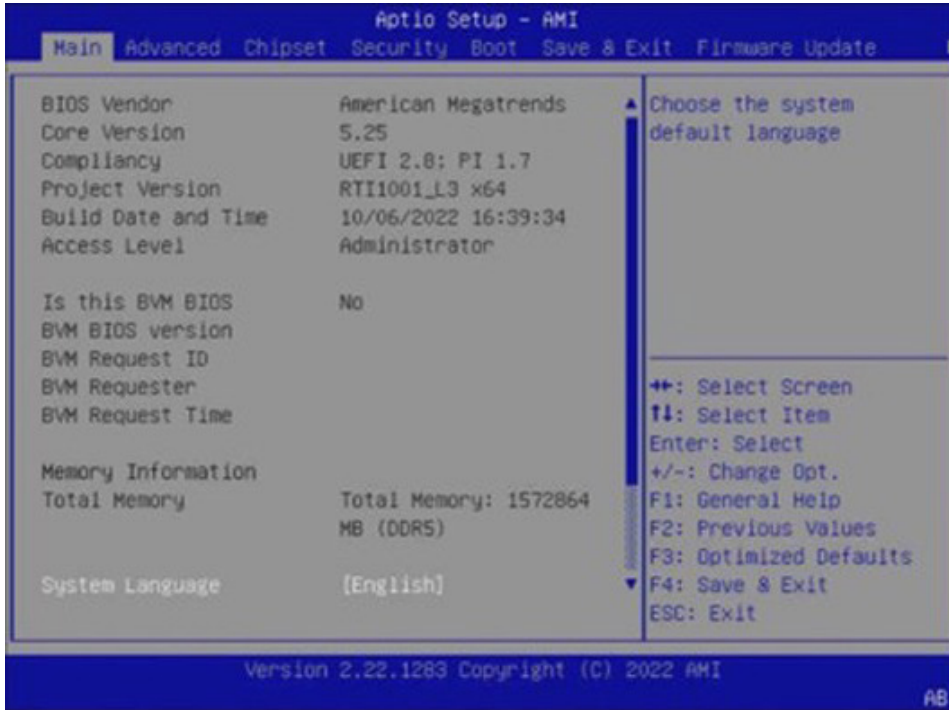 Aptio Setup - AMI
Main Advanced Chipset Security Boot Save & Exit Firmware Update
BIOS Vendor American Megatrends
Core Version 5.25
Compliancy UEFI 2.8; PI 1.7
Project Version RTI1001_L3 x64
Build Date and Time 10/06/2022 16:39:34
Access Level Administrator
Is this BVM BIOS No
BVM BIOS version
BVM Request ID
BVM Requester
BVM Request Time
Memory Information
Total Memory Total Memory: 1572864
MB (DDR5)
System Language [English]
Choose the system
default language
→←: Select Screen
↑↓: Select Item
Enter: Select
+/-: Change Opt.
F1: General Help
F2: Previous Values
F3: Optimized Defaults
F4: Save & Exit
ESC: Exit
Version 2.22.1283 Copyright (C) 2022 AMI
AB